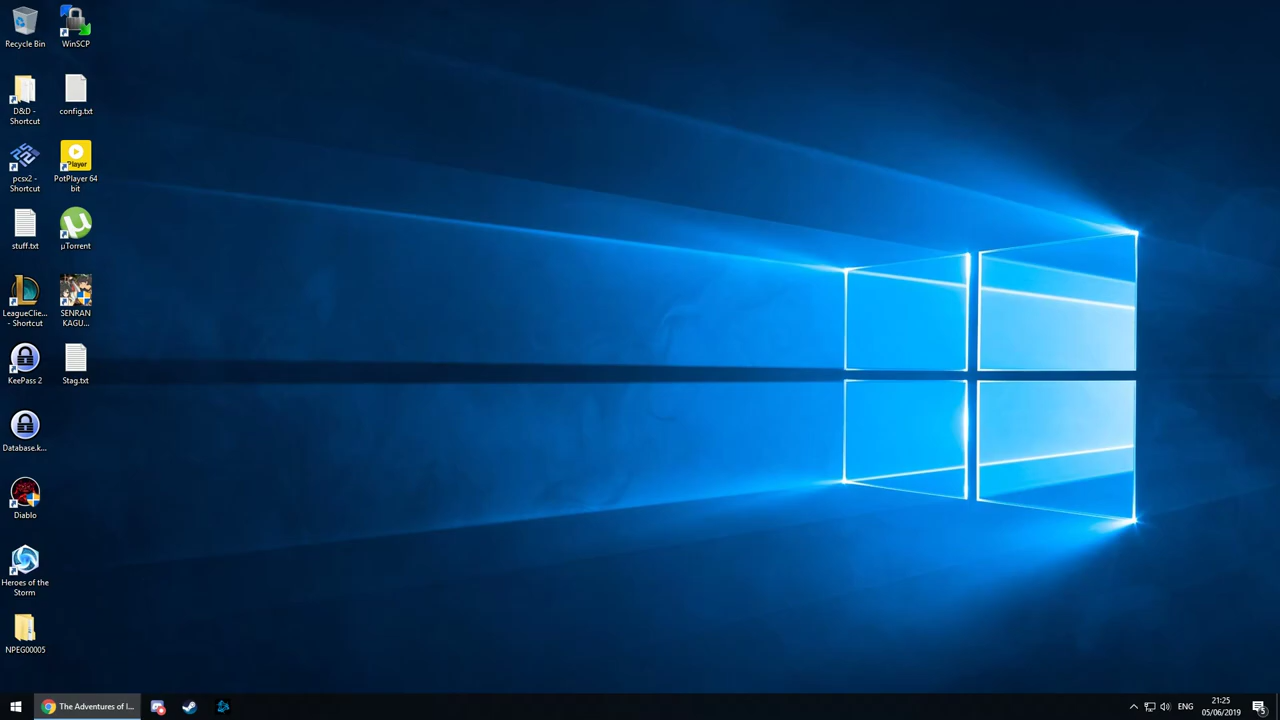 Recycle Bin
WinSCP
D&D -
Shortcut
config.txt
pcsx2 -
Shortcut
Player
PotPlayer 64
bit
stuff.txt
µTorrent
LeagueClie...
- Shortcut
SENRAN
KAGU...
KeePass 2
Stag.txt
Database.k...
Diablo
Heroes of the
Storm
NPEG00005
The Adventures of I...
ENG
21:25
05/06/2019
5